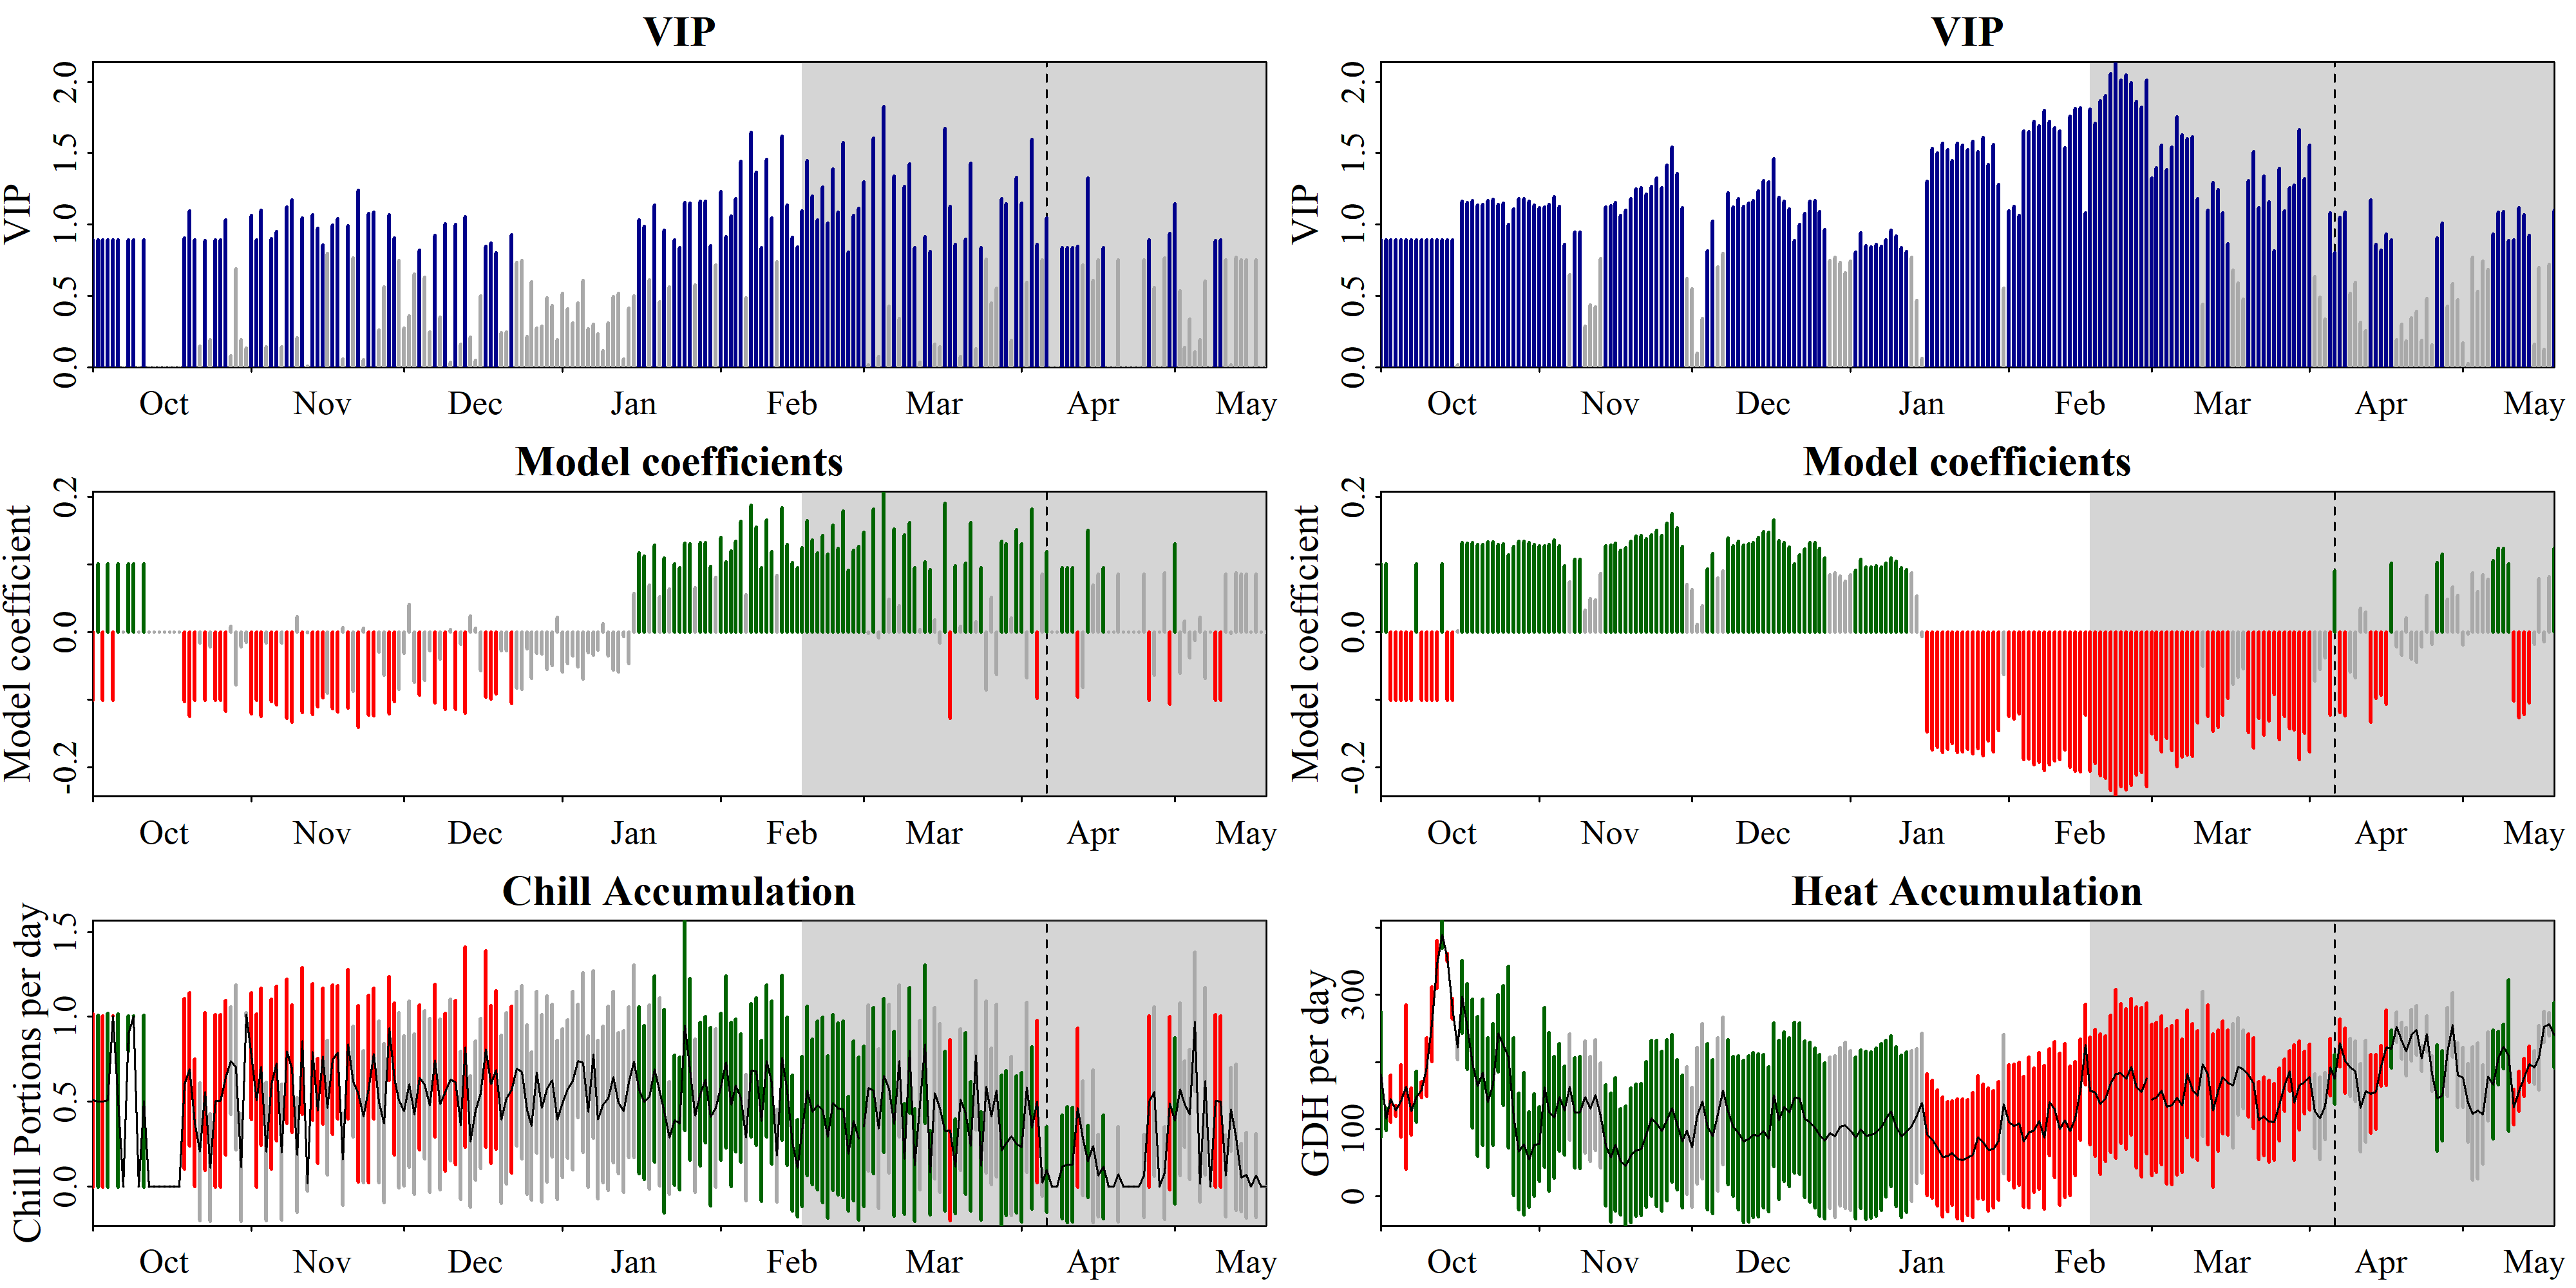 VIP
VIP
0.0 0.5 1.0 1.5 2.0
Oct Nov Dec Jan Feb Mar Apr May
VIP
VIP
0.0 0.5 1.0 1.5 2.0
Oct Nov Dec Jan Feb Mar Apr May
Model coefficients
Model coefficient
-0.2 0.0 0.2
Oct Nov Dec Jan Feb Mar Apr May
Model coefficients
Model coefficient
-0.2 0.0 0.2
Oct Nov Dec Jan Feb Mar Apr May
Chill Accumulation
Chill Portions per day
0.0 0.5 1.0 1.5
Oct Nov Dec Jan Feb Mar Apr May
Heat Accumulation
GDH per day
0 100 300
Oct Nov Dec Jan Feb Mar Apr May